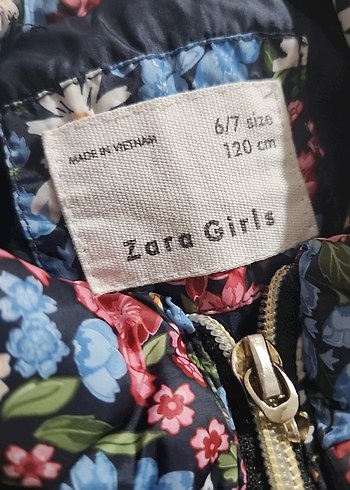 MADE IN VIETNAM
6/7 size
120 cm
Zara Girls